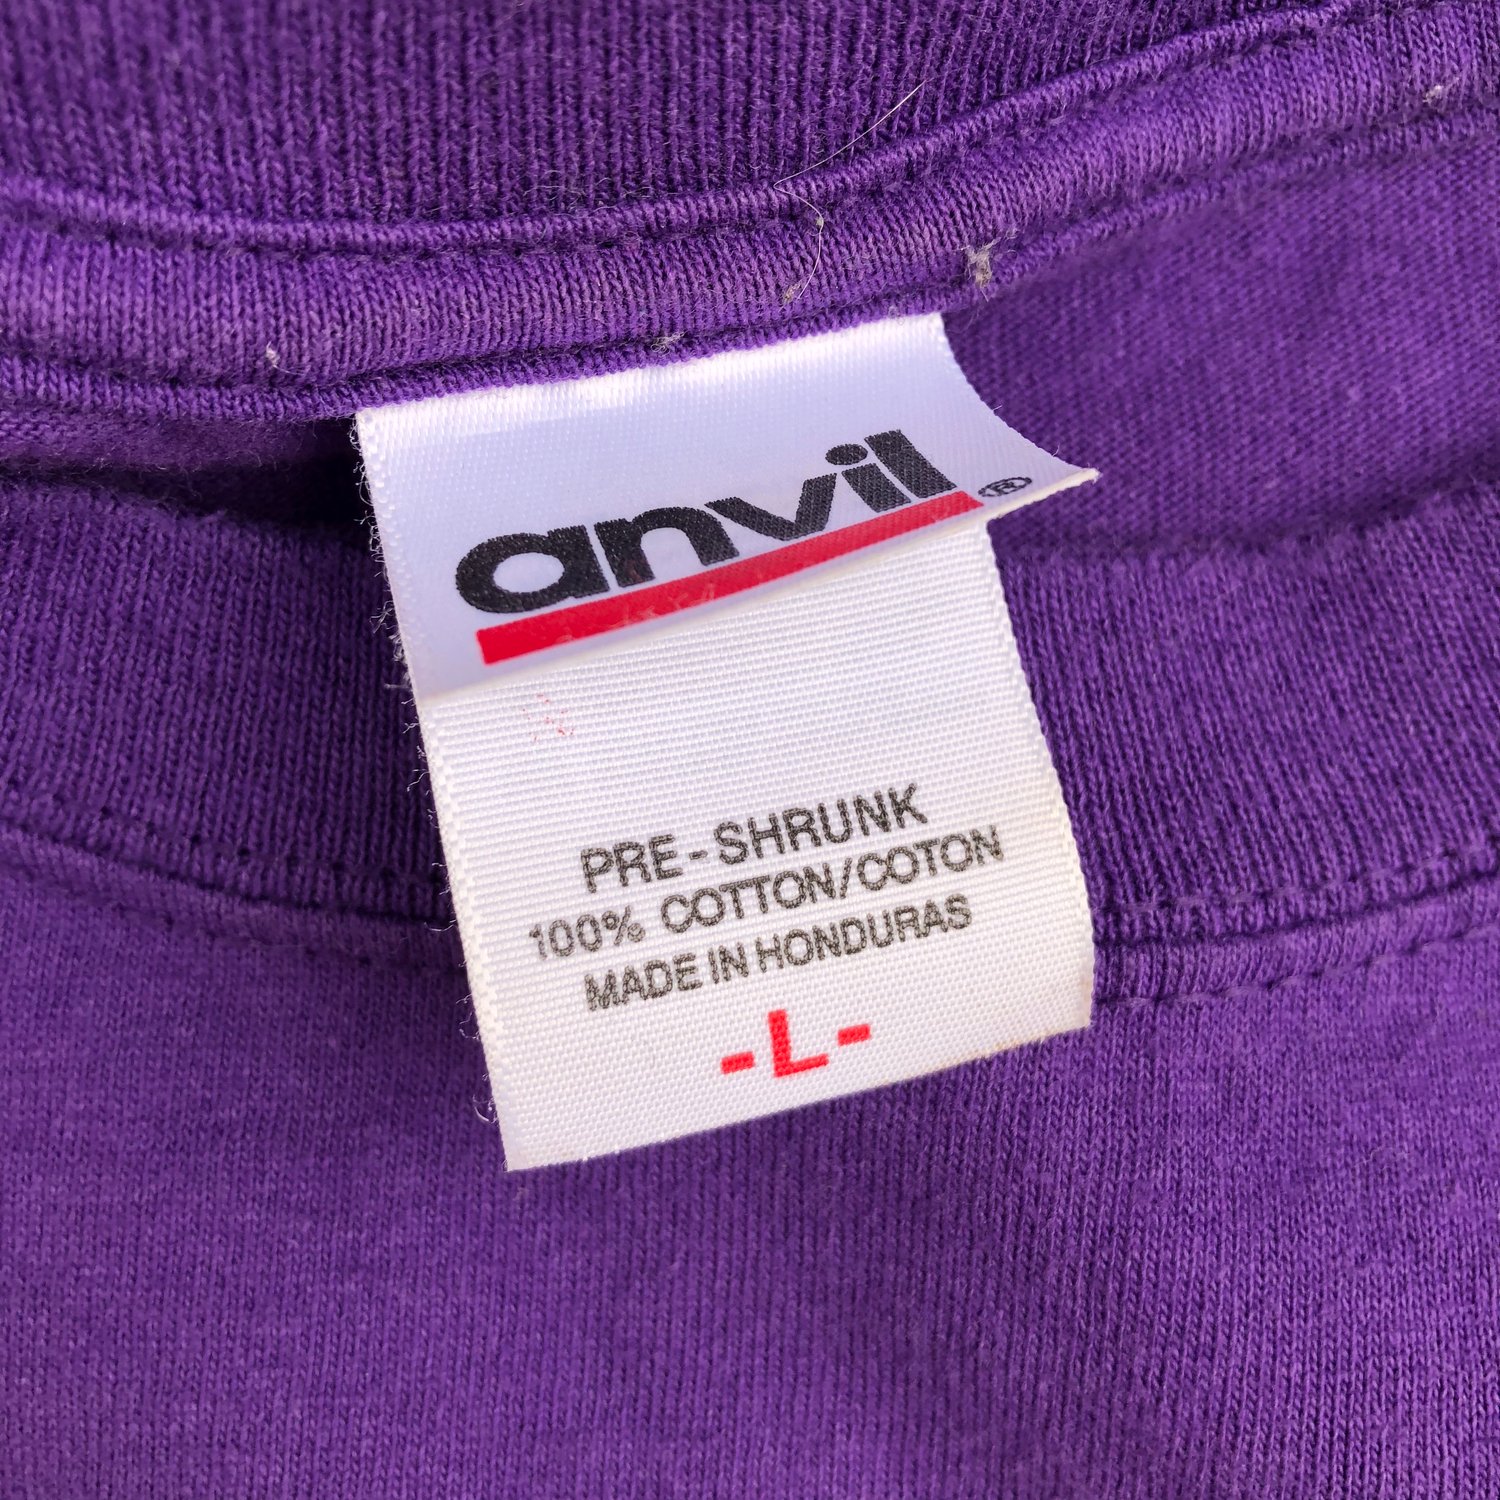 anvil®
PRE-SHRUNK
100% COTTON/COTON
MADE IN HONDURAS
-L-